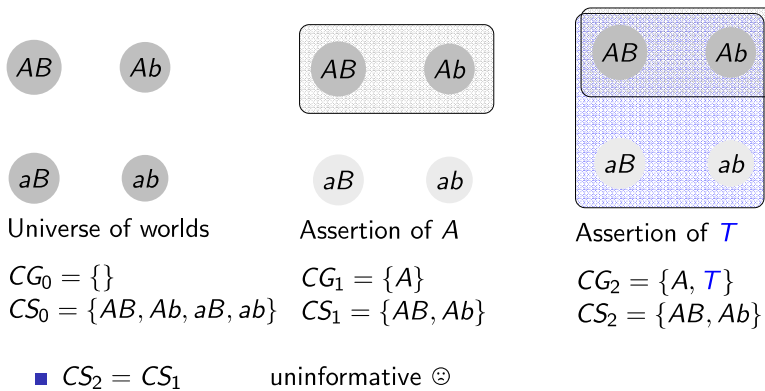 AB Ab
aB ab
Universe of worlds
CG₀ = {}
CS₀ = {AB, Ab, aB, ab}
AB Ab
aB ab
Assertion of A
CG₁ = {A}
CS₁ = {AB, Ab}
AB Ab
aB ab
Assertion of T
CG₂ = {A, T}
CS₂ = {AB, Ab}
■ CS₂ = CS₁ uninformative ☹